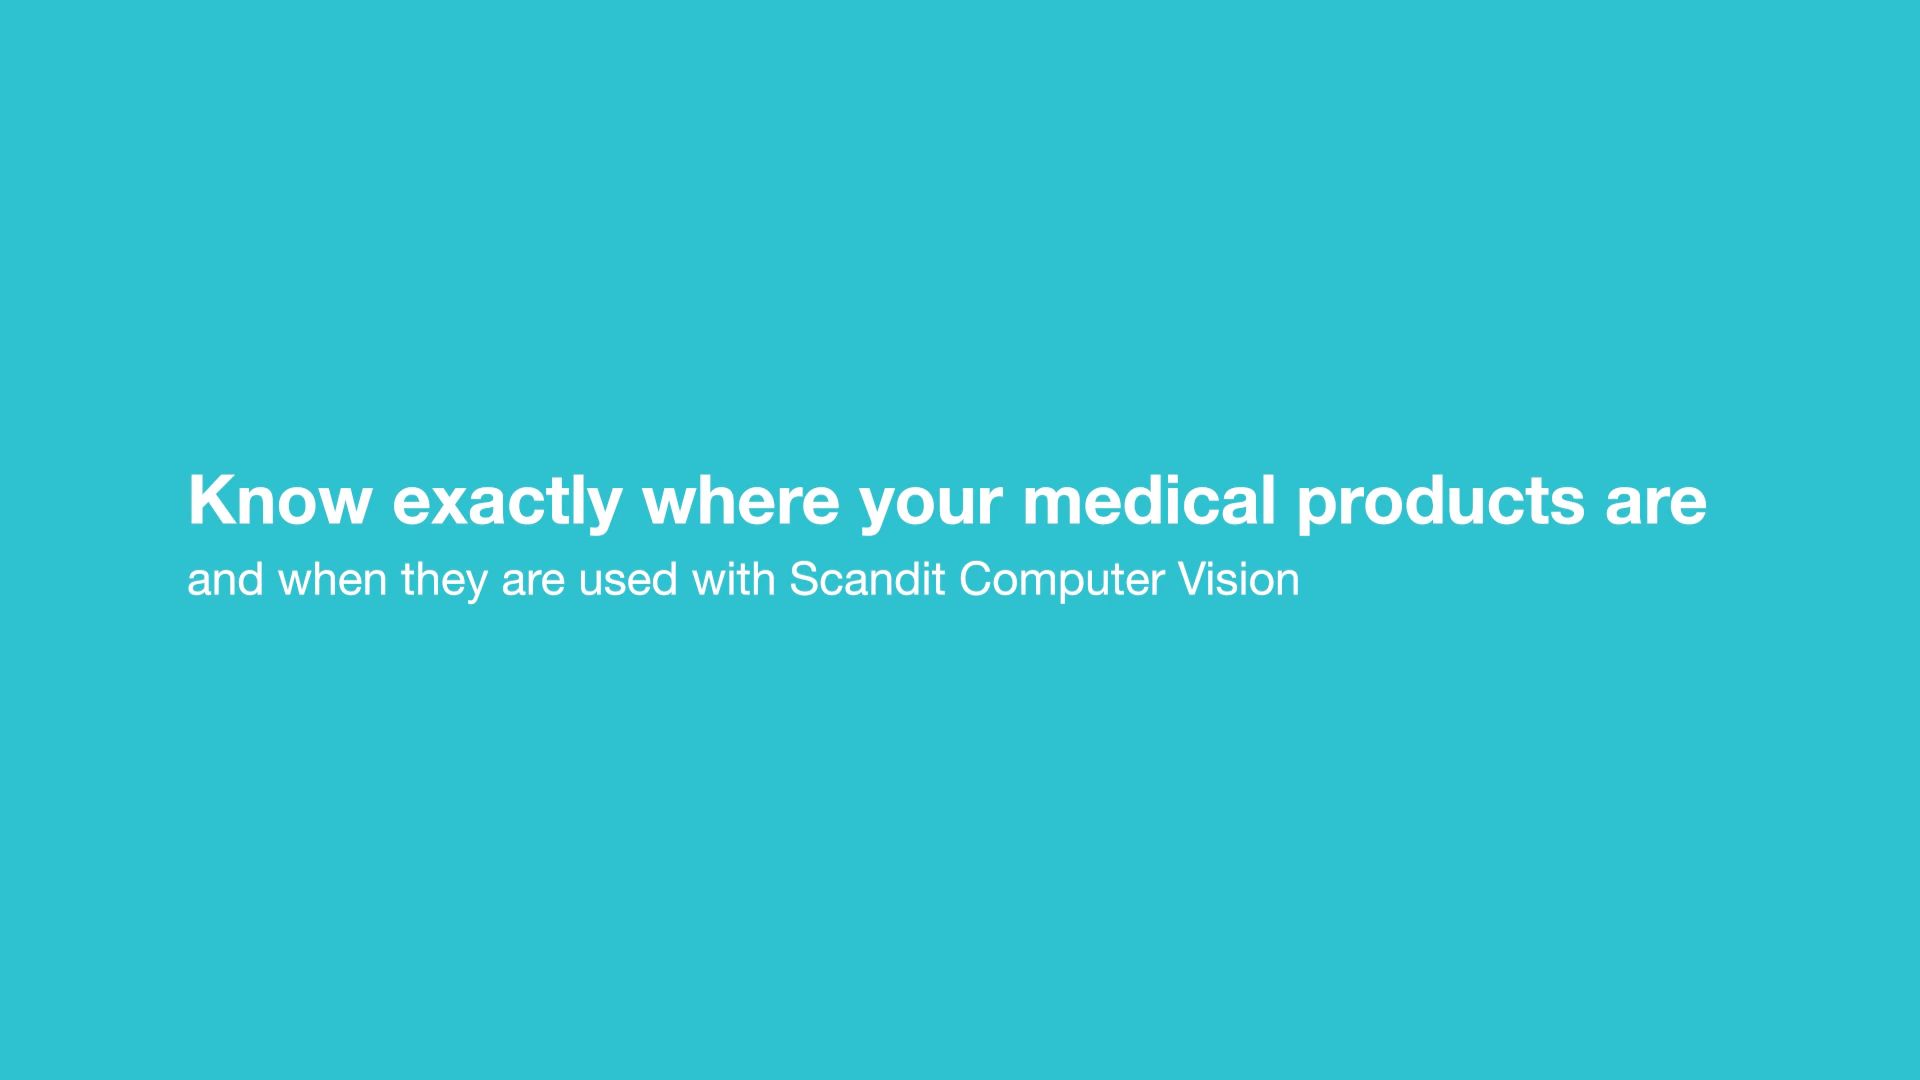 Know exactly where your medical products are
and when they are used with Scandit Computer Vision